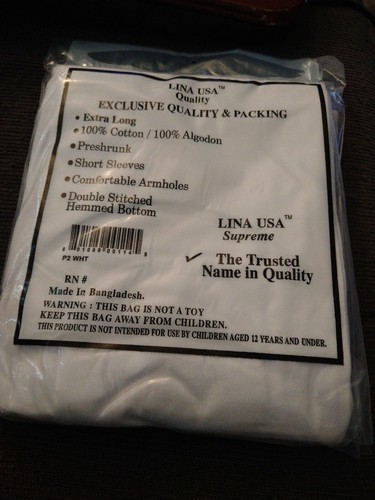 LINA USA™
Quality
EXCLUSIVE QUALITY & PACKING
• Extra Long
• 100% Cotton / 100% Algodon
• Preshrunk
• Short Sleeves
• Comfortable Armholes
• Double Stitched
Hemmed Bottom
LINA USA™
Supreme
✓ The Trusted
Name in Quality
P2 WHT
RN #
Made In Bangladesh.
WARNING : THIS BAG IS NOT A TOY
KEEP THIS BAG AWAY FROM CHILDREN.
THIS PRODUCT IS NOT INTENDED FOR USE BY CHILDREN AGED 12 YEARS AND UNDER.